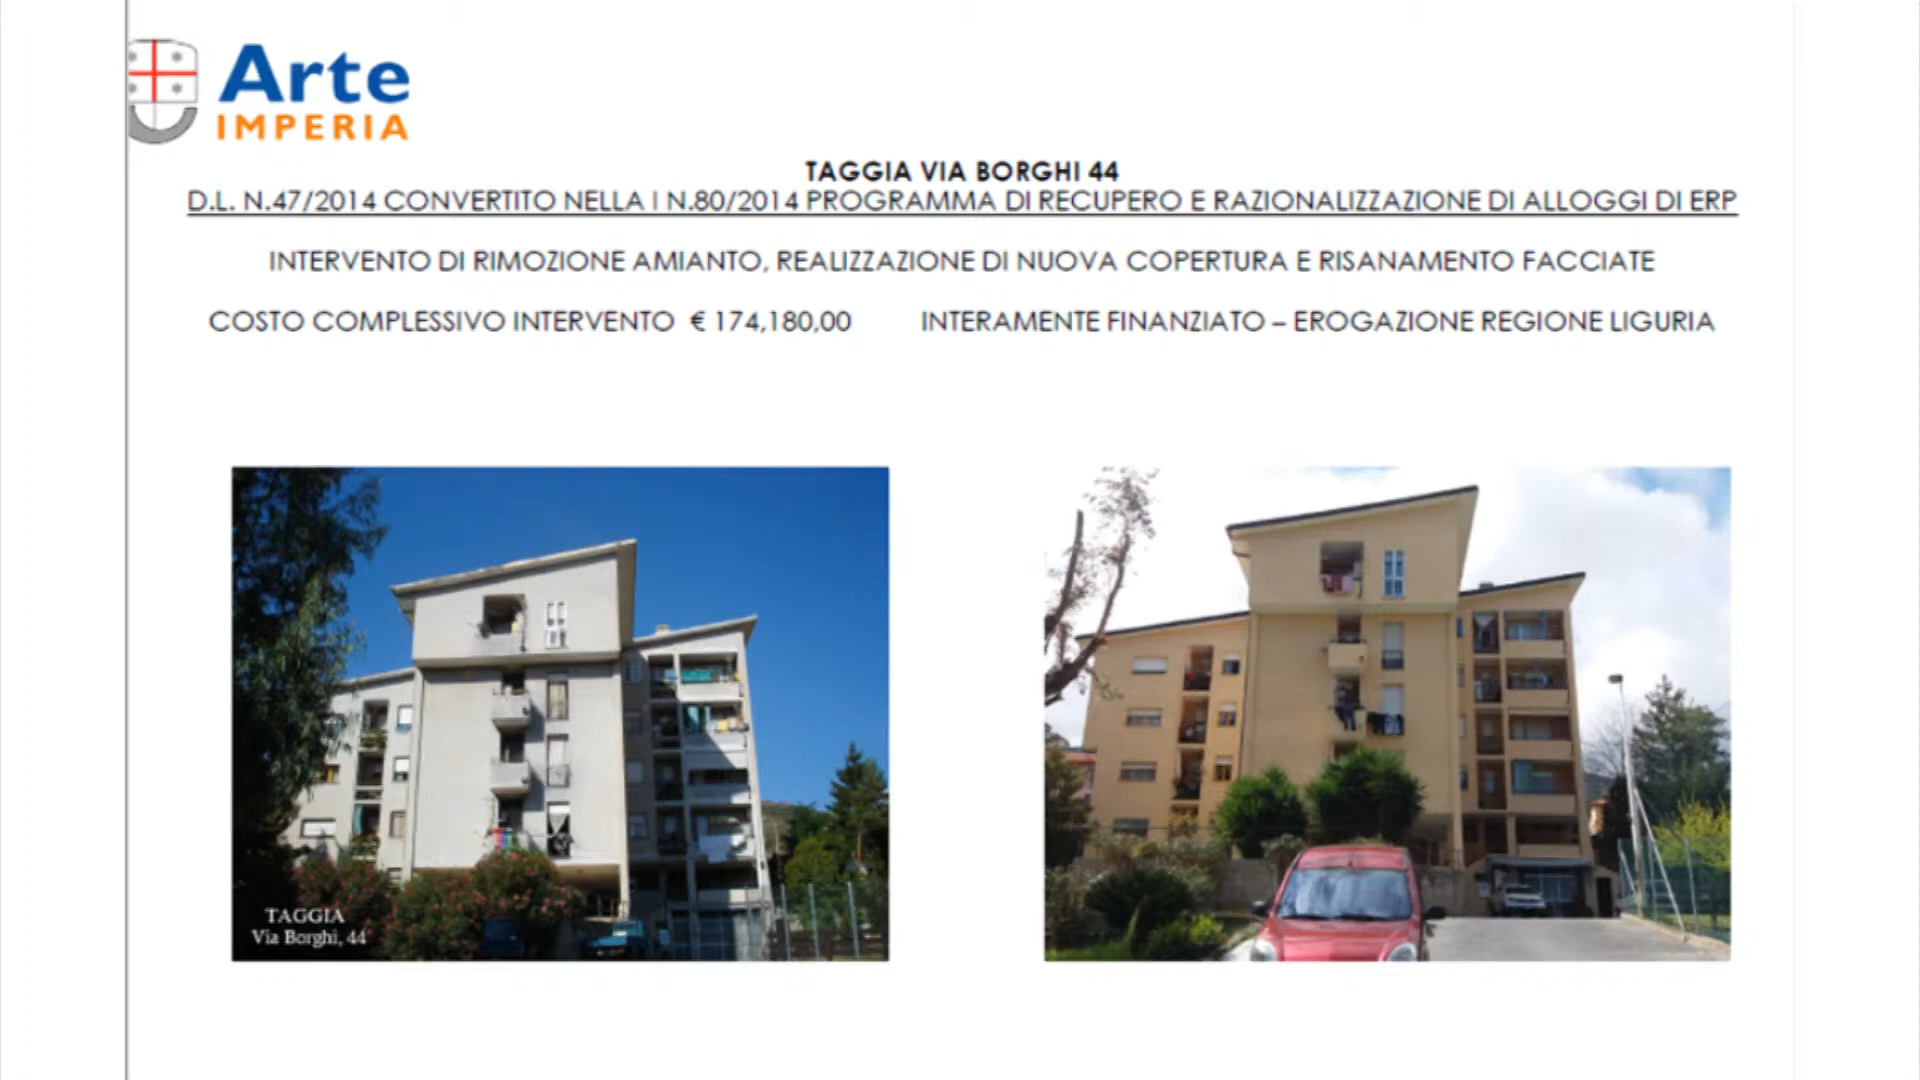 Arte
IMPERIA
TAGGIA VIA BORGHI 44
D.L. N.47/2014 CONVERTITO NELLA l N.80/2014 PROGRAMMA DI RECUPERO E RAZIONALIZZAZIONE DI ALLOGGI DI ERP
INTERVENTO DI RIMOZIONE AMIANTO, REALIZZAZIONE DI NUOVA COPERTURA E RISANAMENTO FACCIATE
COSTO COMPLESSIVO INTERVENTO € 174,180,00 INTERAMENTE FINANZIATO – EROGAZIONE REGIONE LIGURIA
TAGGIA
Via Borghi, 44